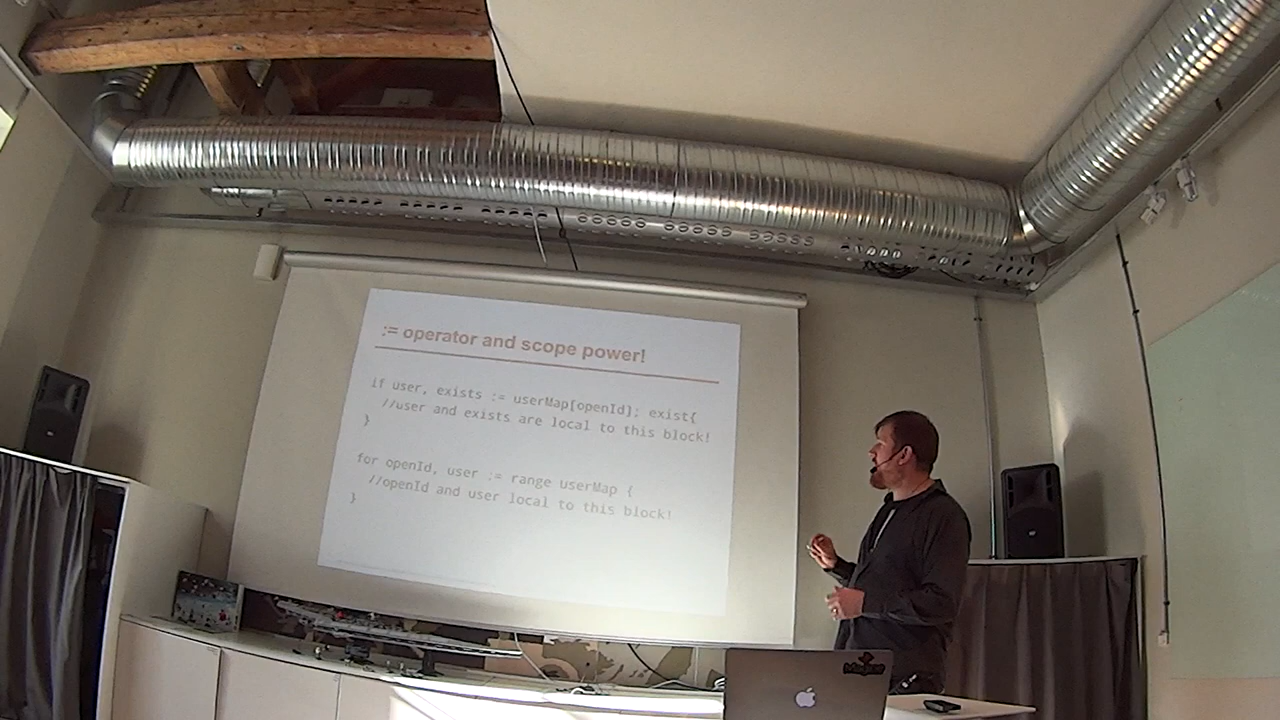 := operator and scope power!
if user, exists := userMap[openId]; exist{
//user and exists are local to this block!
}
for openId, user := range userMap {
//openId and user local to this block!
}